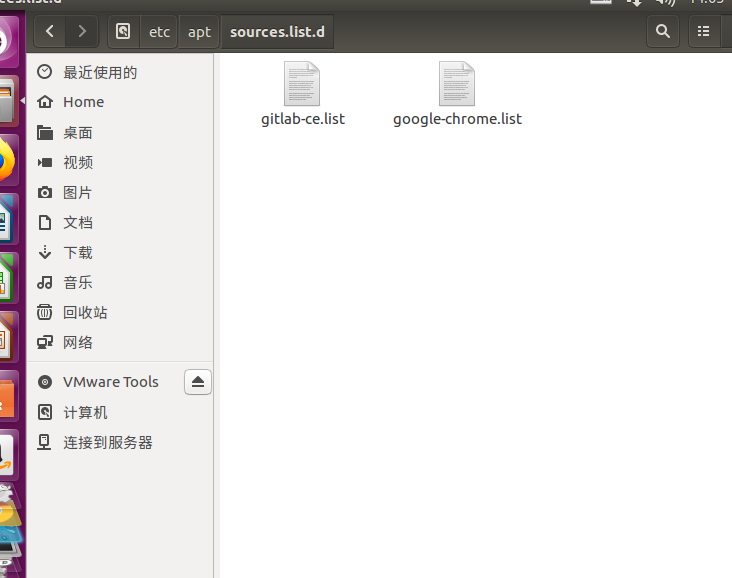 etc
apt
sources.list.d
最近使用的
Home
桌面
视频
图片
文档
下载
音乐
回收站
网络
VMware Tools
计算机
连接到服务器
gitlab-ce.list
google-chrome.list